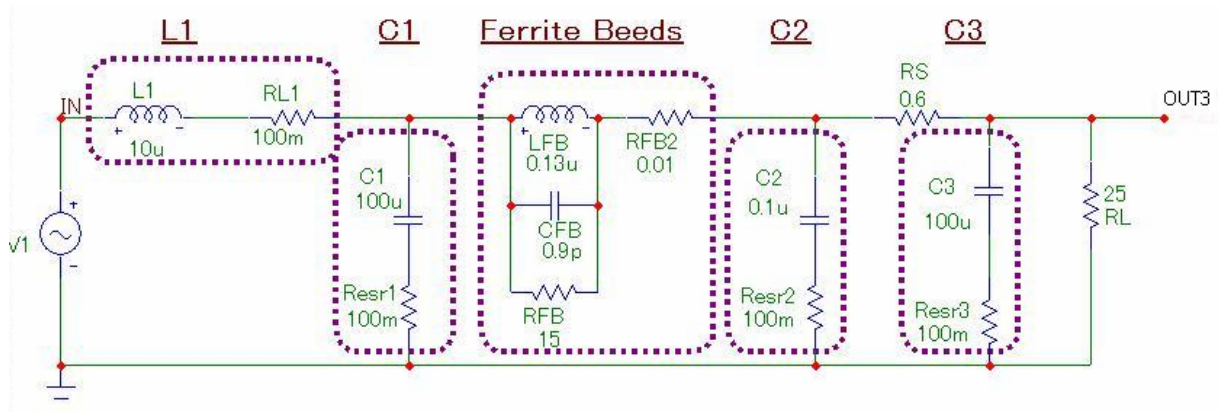 L1
C1
Ferrite Beeds
C2
C3
IN
L1
+ -
10u
RL1
100m
C1
100u
Resr1
100m
+ -
LFB
0.13u
CFB
0.9p
RFB
15
RFB2
0.01
C2
0.1u
Resr2
100m
RS
0.6
C3
100u
Resr3
100m
OUT3
25
RL
V1
+
-